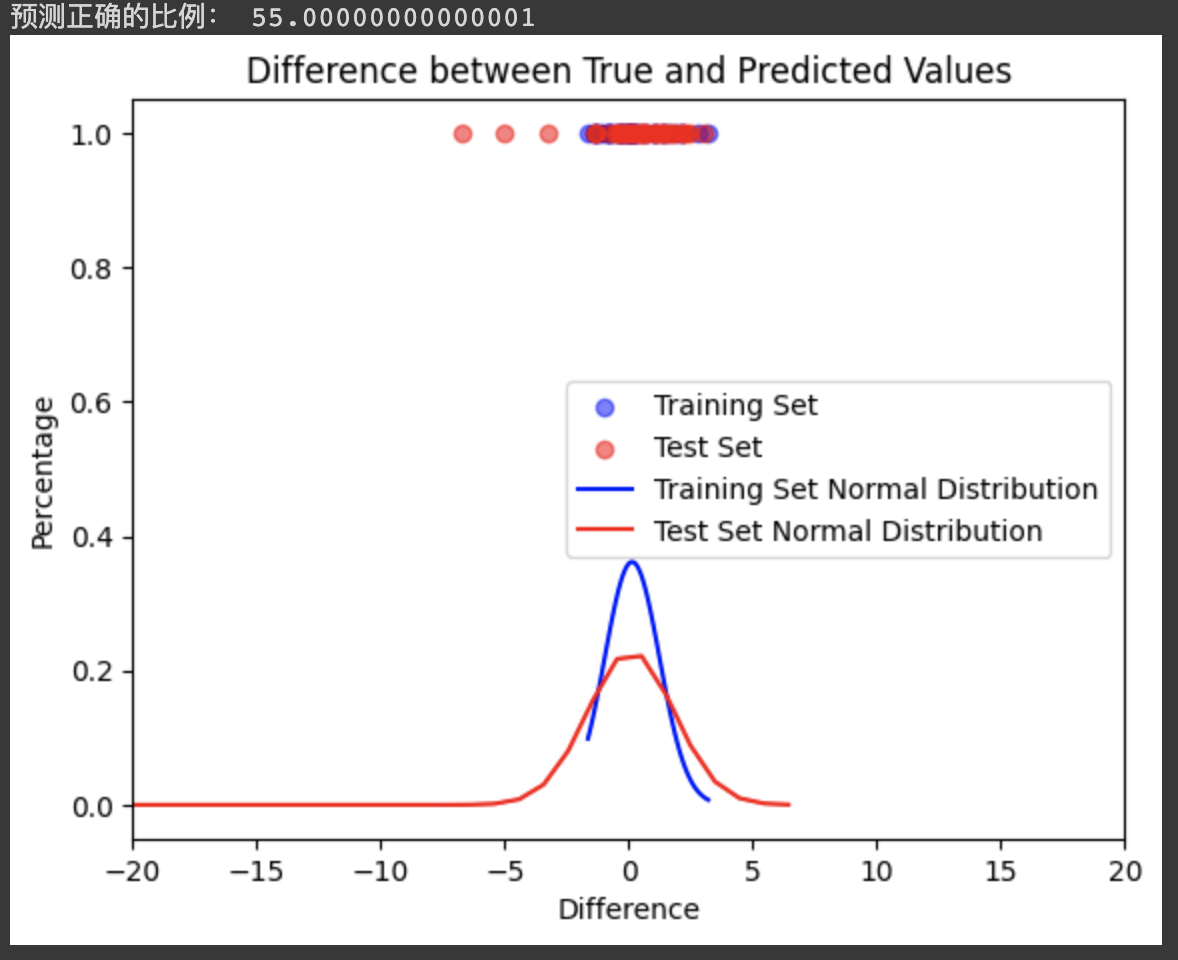 预测正确的比例： 55.00000000000001
Difference between True and Predicted Values
1.0
0.8
0.6
0.4
0.2
0.0
Percentage
Training Set
Test Set
Training Set Normal Distribution
Test Set Normal Distribution
−20 −15 −10 −5 0 5 10 15 20
Difference